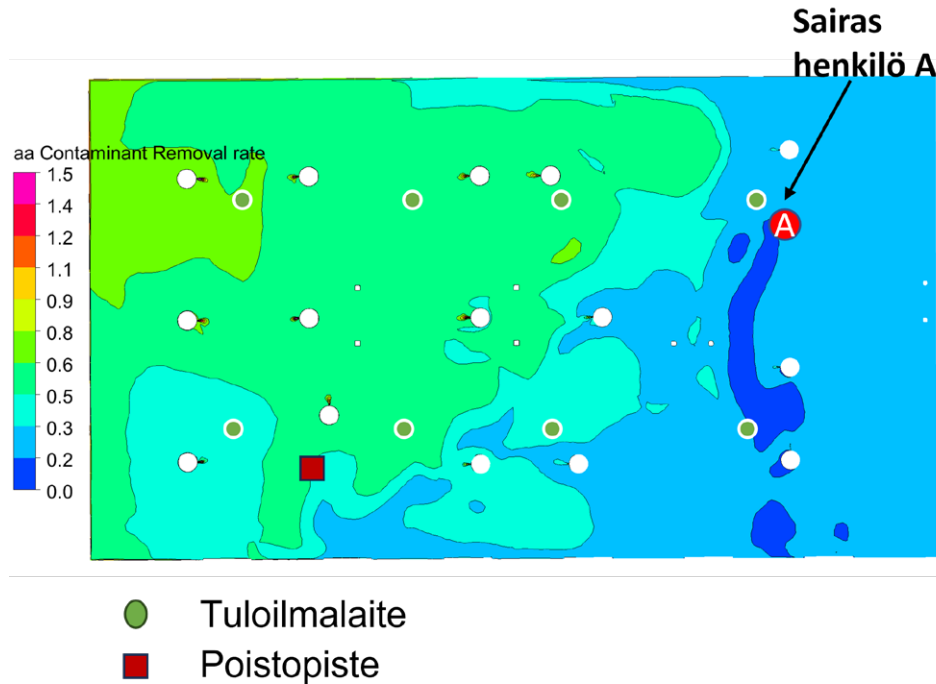 Sairas
henkilö A
aa Contaminant Removal rate
1.5
1.4
1.2
1.1
0.9
0.8
0.6
0.5
0.3
0.2
0.0
A
Tuloilmalaite
Poistopiste